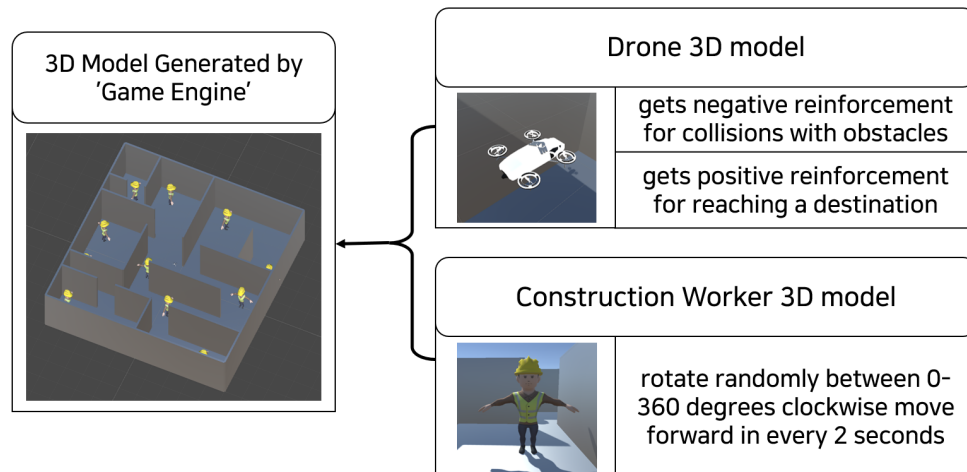 3D Model Generated by
'Game Engine'
Drone 3D model
gets negative reinforcement
for collisions with obstacles
gets positive reinforcement
for reaching a destination
Construction Worker 3D model
rotate randomly between 0-
360 degrees clockwise move
forward in every 2 seconds